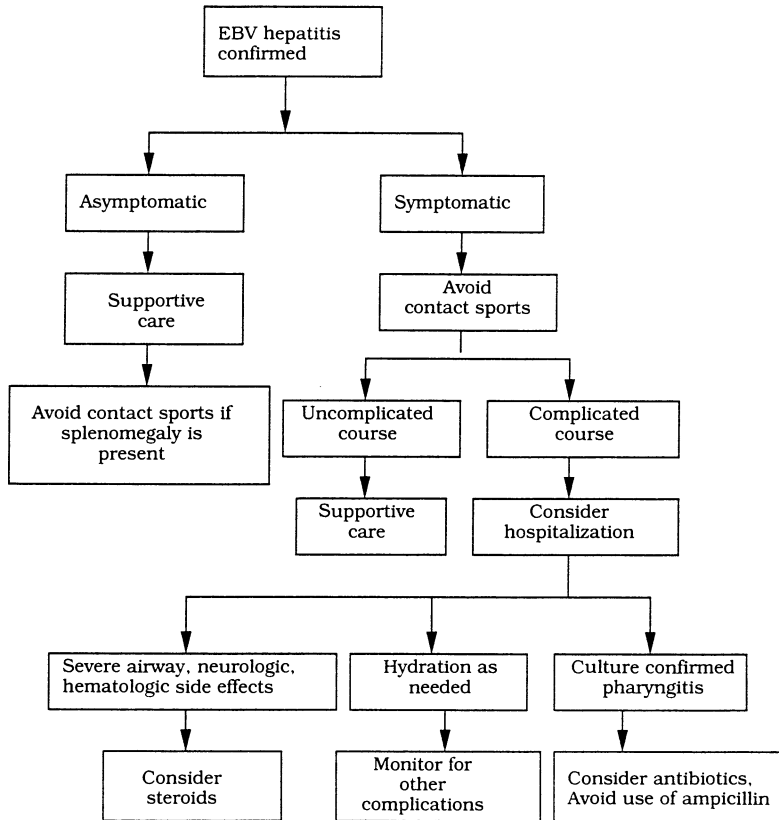 EBV hepatitis
confirmed
Asymptomatic
Symptomatic
Supportive
care
Avoid
contact sports
Avoid contact sports if
splenomegaly is
present
Uncomplicated
course
Complicated
course
Supportive
care
Consider
hospitalization
Severe airway, neurologic,
hematologic side effects
Hydration as
needed
Culture confirmed
pharyngitis
Consider
steroids
Monitor for
other
complications
Consider antibiotics,
Avoid use of ampicillin